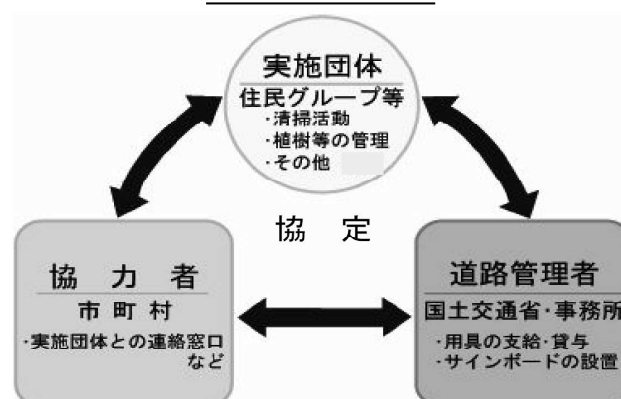 実施団体
住民グループ等
・清掃活動
・植樹等の管理
・その他
協　定
協　力　者
市　町　村
・実施団体との連絡窓口
など
道路管理者
国土交通省・事務所
・用具の支給・貸与
・サインボードの設置